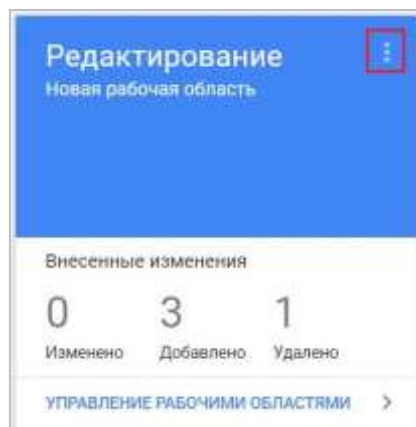 Редактирование
Новая рабочая область
Внесенные изменения
0 3 1
Изменено Добавлено Удалено
УПРАВЛЕНИЕ РАБОЧИМИ ОБЛАСТЯМИ